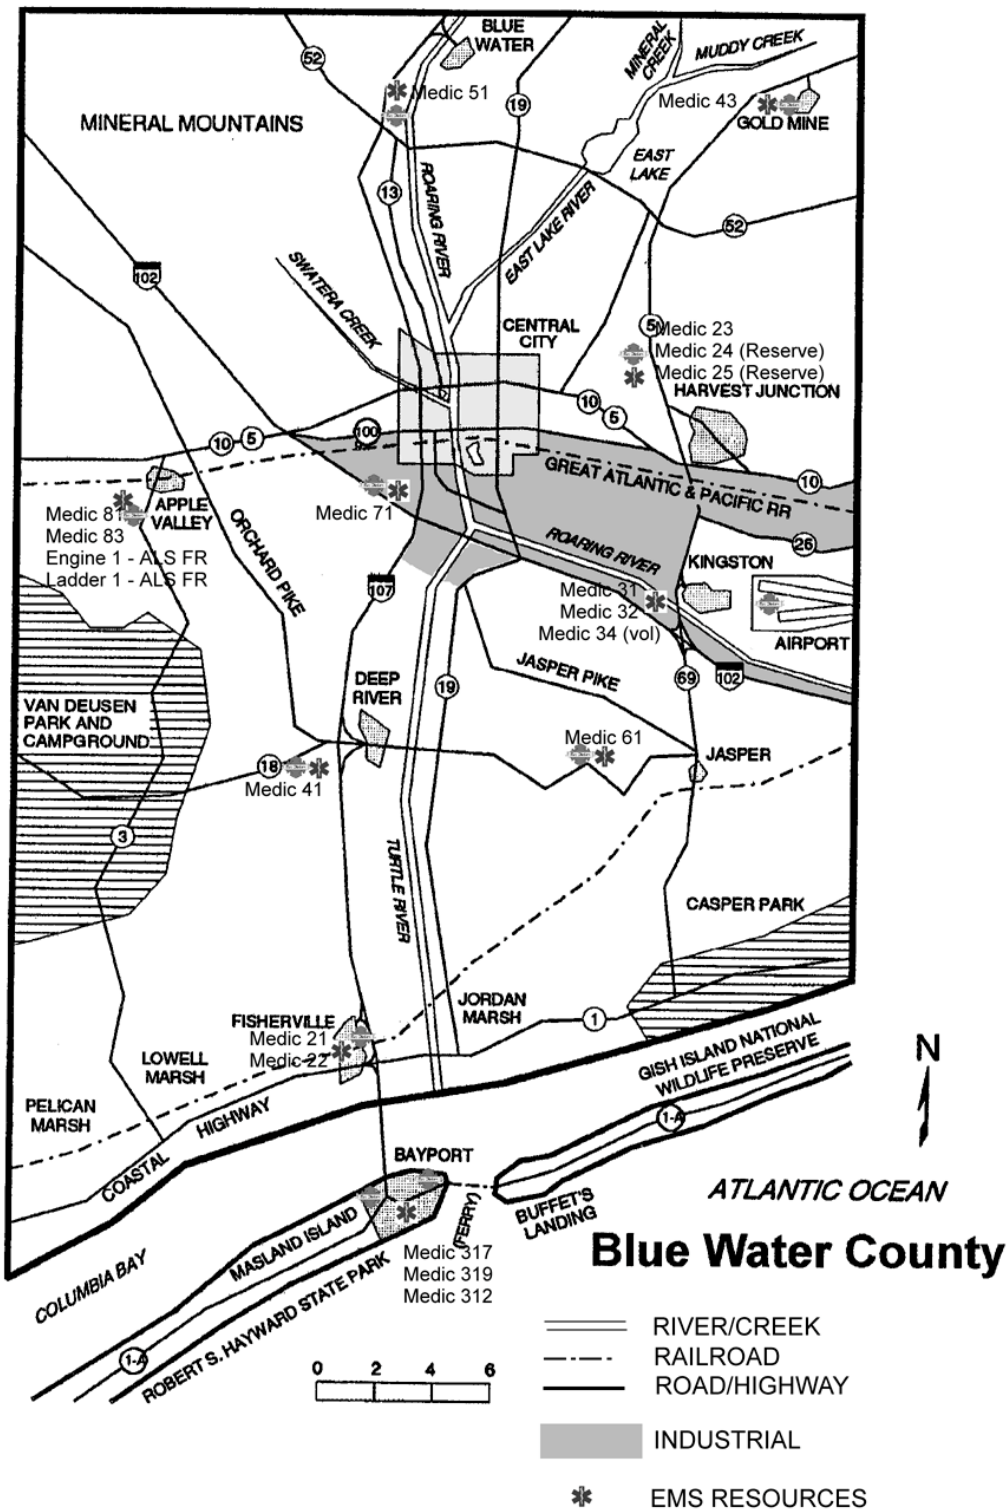 BLUE
WATER
52
MINERAL
CREEK
MUDDY CREEK
Medic 51
19
Medic 43
GOLD MINE
MINERAL MOUNTAINS
EAST
LAKE
ROARING RIVER
13
EAST LAKE RIVER
52
SWATERA CREEK
102
CENTRAL
CITY
5
Medic 23
Medic 24 (Reserve)
Medic 25 (Reserve)
HARVEST JUNCTION
10
5
100
10
5
GREAT ATLANTIC & PACIFIC RR
10
APPLE
VALLEY
Medic 81
Medic 83
Engine 1 - ALS FR
Ladder 1 - ALS FR
ORCHARD PIKE
Medic 71
ROARING RIVER
26
KINGSTON
107
Medic 31
Medic 32
Medic 34 (vol)
AIRPORT
JASPER PIKE
69
102
DEEP
RIVER
19
VAN DEUSEN
PARK AND
CAMPGROUND
Medic 61
JASPER
18
Medic 41
3
TURTLE RIVER
CASPER PARK
JORDAN
MARSH
1
FISHERVILLE
Medic 21
Medic 22
LOWELL
MARSH
PELICAN
MARSH
COASTAL
HIGHWAY
GISH ISLAND NATIONAL
WILDLIFE PRESERVE
N
1-A
BAYPORT
(FERRY)
BUFFET'S
LANDING
ATLANTIC OCEAN
MASLAND ISLAND
COLUMBIA BAY
Medic 317
Medic 319
Medic 312
Blue Water County
1-A
ROBERT S. HAYWARD STATE PARK
0 2 4 6
RIVER/CREEK
RAILROAD
ROAD/HIGHWAY
INDUSTRIAL
EMS RESOURCES